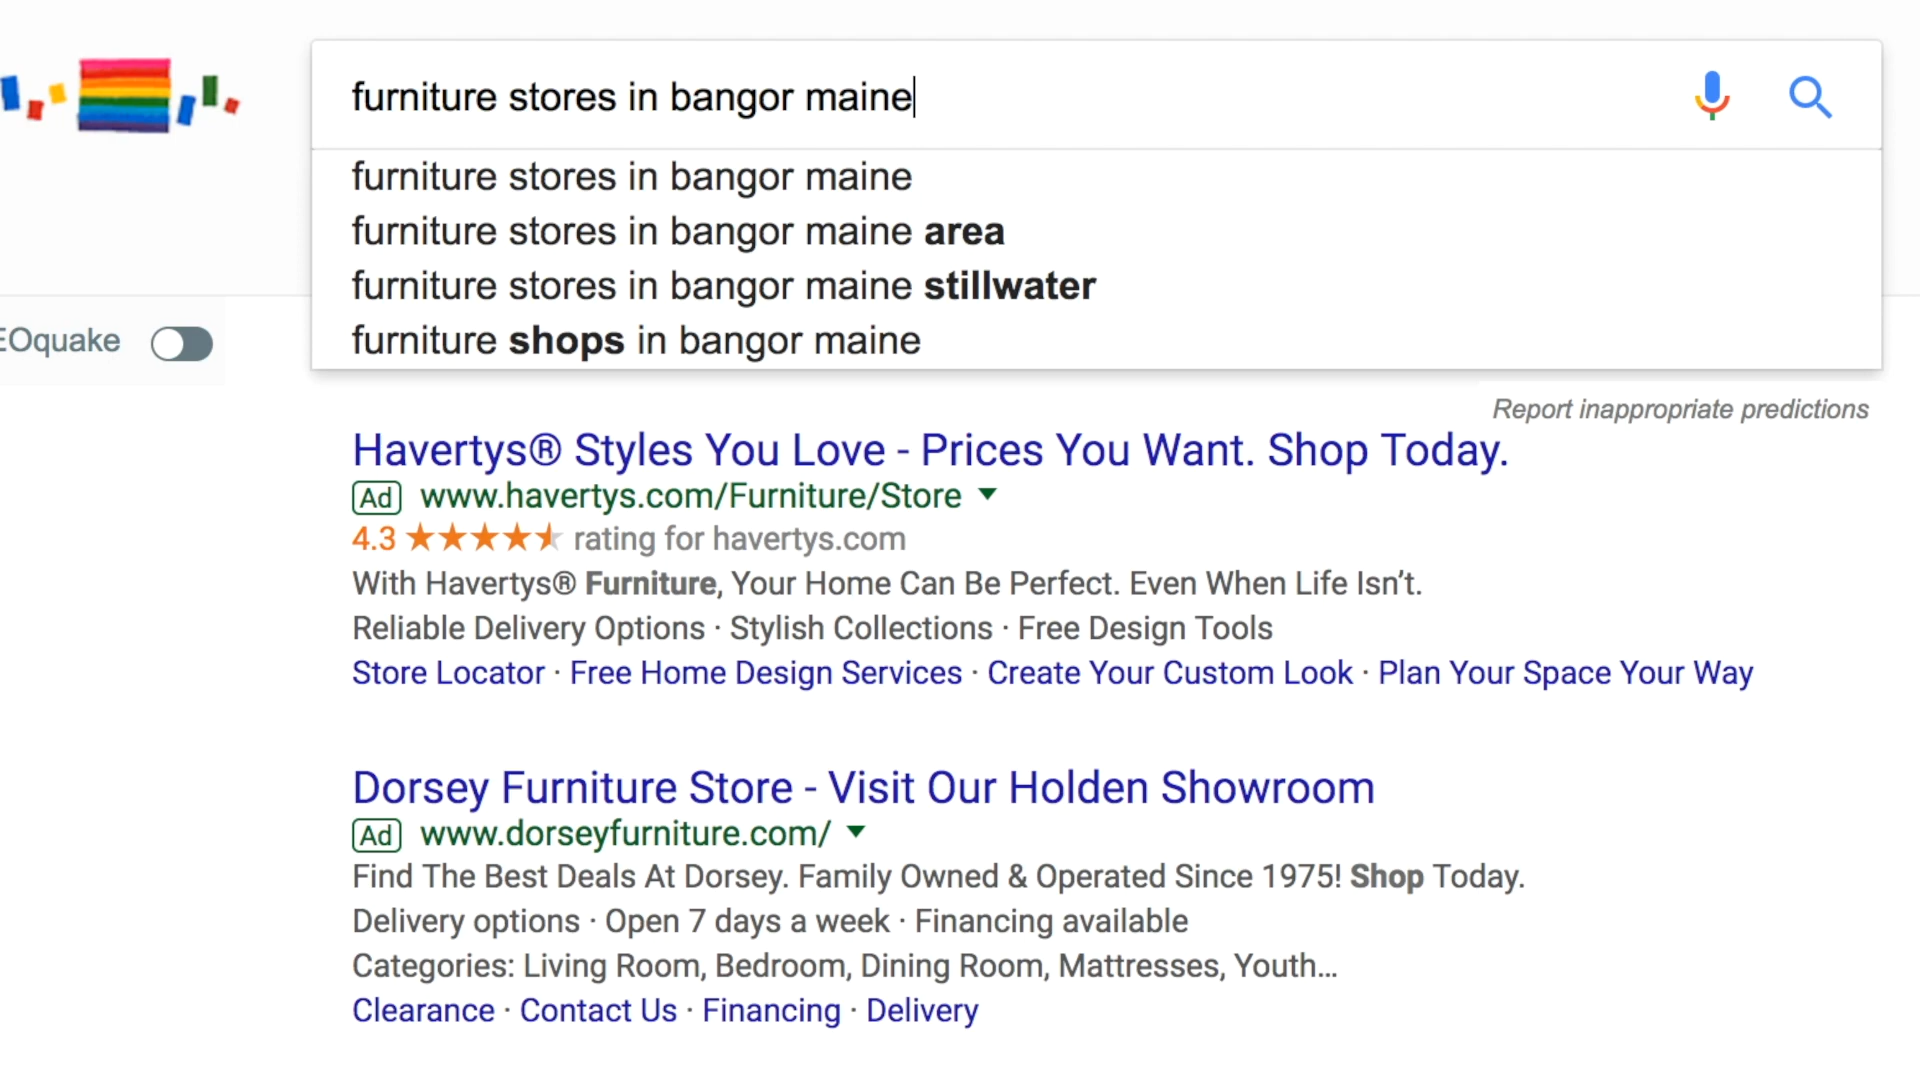 furniture stores in bangor maine
furniture stores in bangor maine
furniture stores in bangor maine area
furniture stores in bangor maine stillwater
furniture shops in bangor maine
EOquake
Report inappropriate predictions
Havertys® Styles You Love - Prices You Want. Shop Today.
Ad www.havertys.com/Furniture/Store
4.3 rating for havertys.com
With Havertys® Furniture, Your Home Can Be Perfect. Even When Life Isn’t.
Reliable Delivery Options · Stylish Collections · Free Design Tools
Store Locator · Free Home Design Services · Create Your Custom Look · Plan Your Space Your Way
Dorsey Furniture Store - Visit Our Holden Showroom
Ad www.dorseyfurniture.com/
Find The Best Deals At Dorsey. Family Owned & Operated Since 1975! Shop Today.
Delivery options · Open 7 days a week · Financing available
Categories: Living Room, Bedroom, Dining Room, Mattresses, Youth...
Clearance · Contact Us · Financing · Delivery